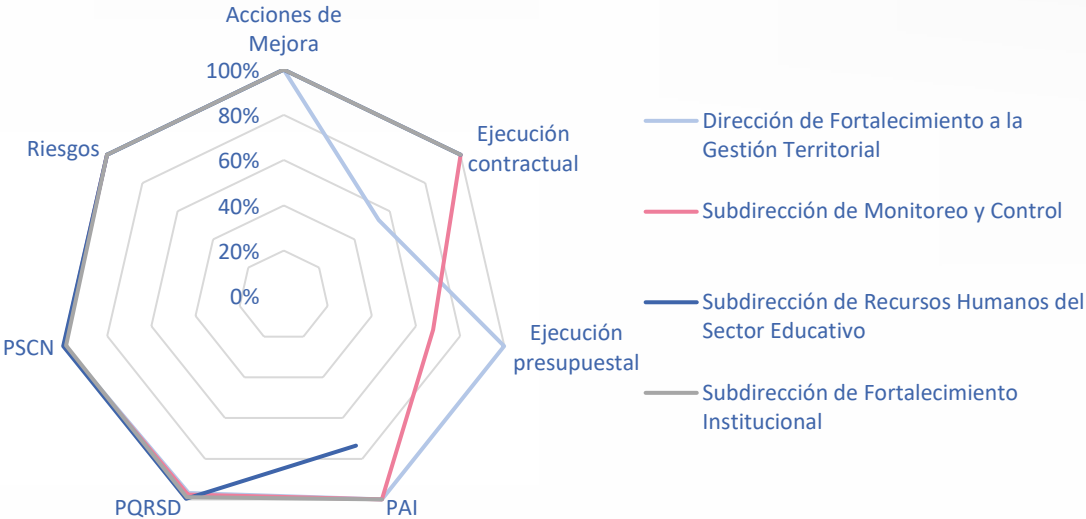 Acciones de
Mejora
100%
80%
60%
40%
20%
0%
Ejecución
contractual
Ejecución
presupuestal
PAI
PQRSD
PSCN
Riesgos
Dirección de Fortalecimiento a la
Gestión Territorial
Subdirección de Monitoreo y Control
Subdirección de Recursos Humanos del
Sector Educativo
Subdirección de Fortalecimiento
Institucional